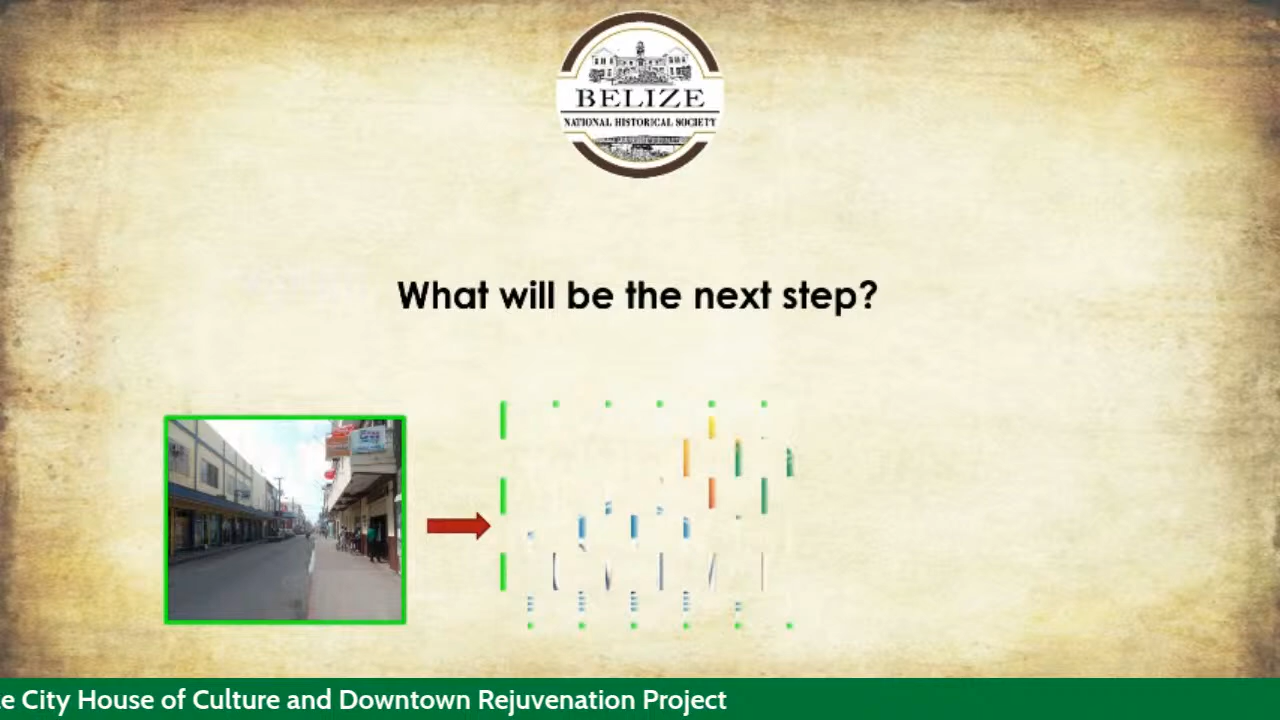 BELIZE
NATIONAL HISTORICAL SOCIETY
What will be the next step?
e City House of Culture and Downtown Rejuvenation Project